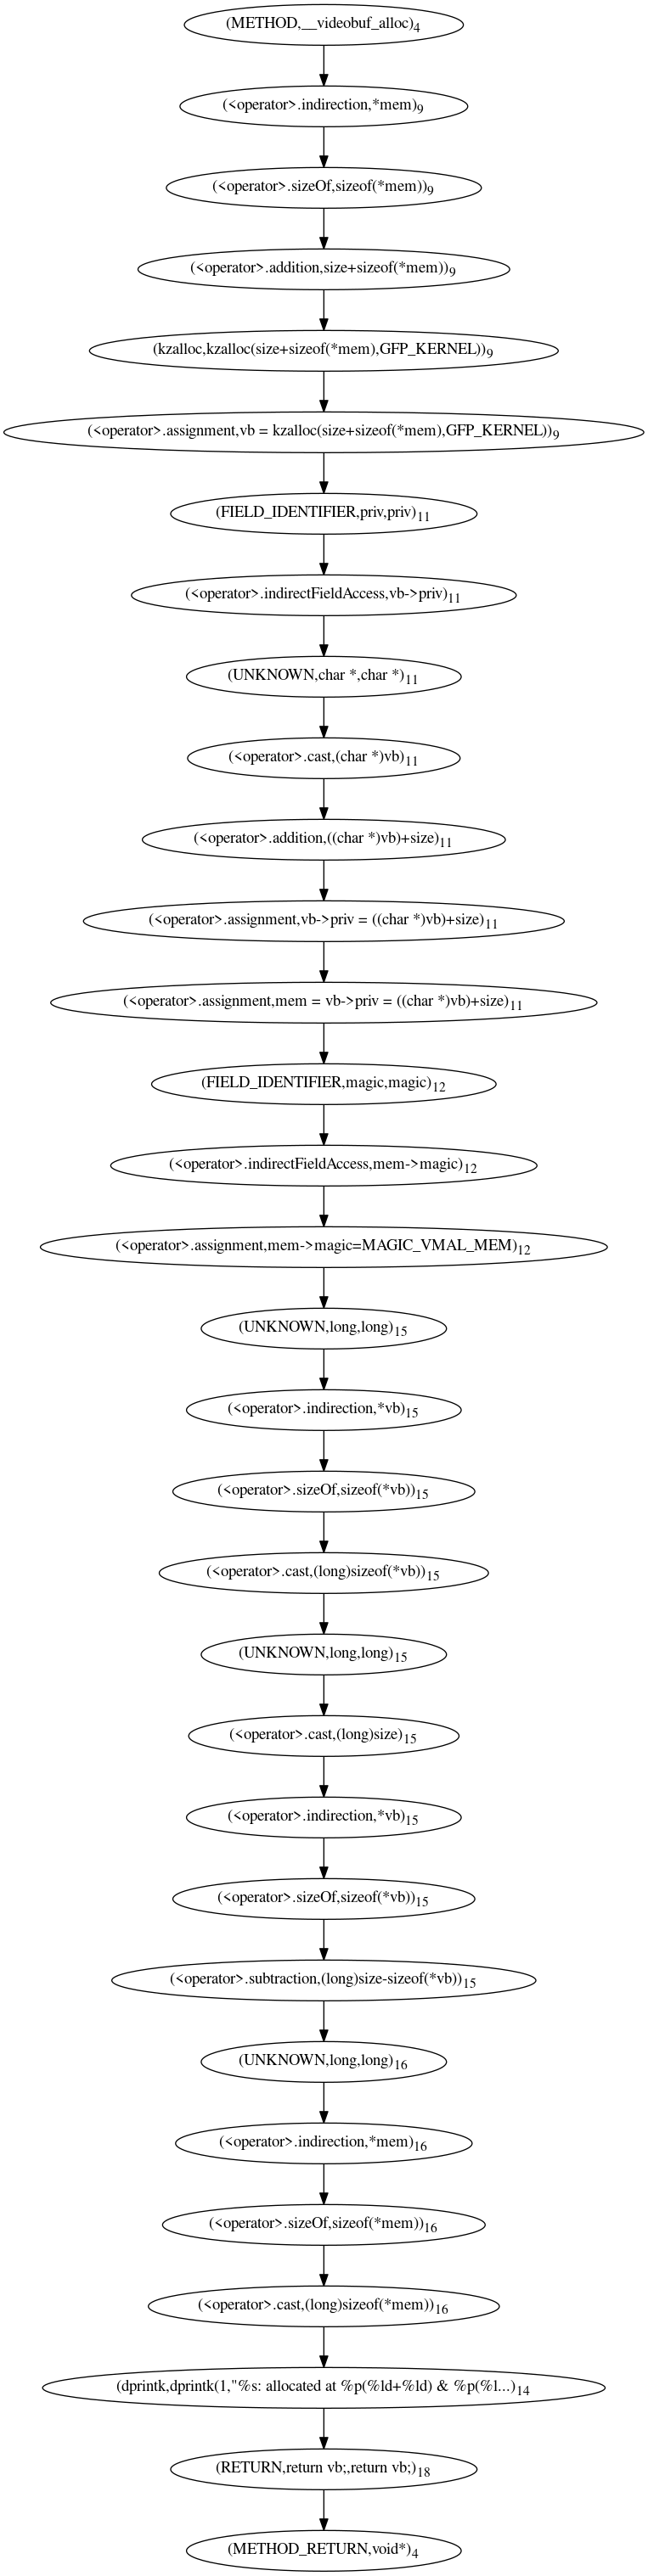 (METHOD,__videobuf_alloc)4
(<operator>.indirection,*mem)9
(<operator>.sizeOf,sizeof(*mem))9
(<operator>.addition,size+sizeof(*mem))9
(kzalloc,kzalloc(size+sizeof(*mem),GFP_KERNEL))9
(<operator>.assignment,vb = kzalloc(size+sizeof(*mem),GFP_KERNEL))9
(FIELD_IDENTIFIER,priv,priv)11
(<operator>.indirectFieldAccess,vb->priv)11
(UNKNOWN,char *,char *)11
(<operator>.cast,(char *)vb)11
(<operator>.addition,((char *)vb)+size)11
(<operator>.assignment,vb->priv = ((char *)vb)+size)11
(<operator>.assignment,mem = vb->priv = ((char *)vb)+size)11
(FIELD_IDENTIFIER,magic,magic)12
(<operator>.indirectFieldAccess,mem->magic)12
(<operator>.assignment,mem->magic=MAGIC_VMAL_MEM)12
(UNKNOWN,long,long)15
(<operator>.indirection,*vb)15
(<operator>.sizeOf,sizeof(*vb))15
(<operator>.cast,(long)sizeof(*vb))15
(UNKNOWN,long,long)15
(<operator>.cast,(long)size)15
(<operator>.indirection,*vb)15
(<operator>.sizeOf,sizeof(*vb))15
(<operator>.subtraction,(long)size-sizeof(*vb))15
(UNKNOWN,long,long)16
(<operator>.indirection,*mem)16
(<operator>.sizeOf,sizeof(*mem))16
(<operator>.cast,(long)sizeof(*mem))16
(dprintk,dprintk(1,"%s: allocated at %p(%ld+%ld) & %p(%l...)14
(RETURN,return vb;,return vb;)18
(METHOD_RETURN,void*)4